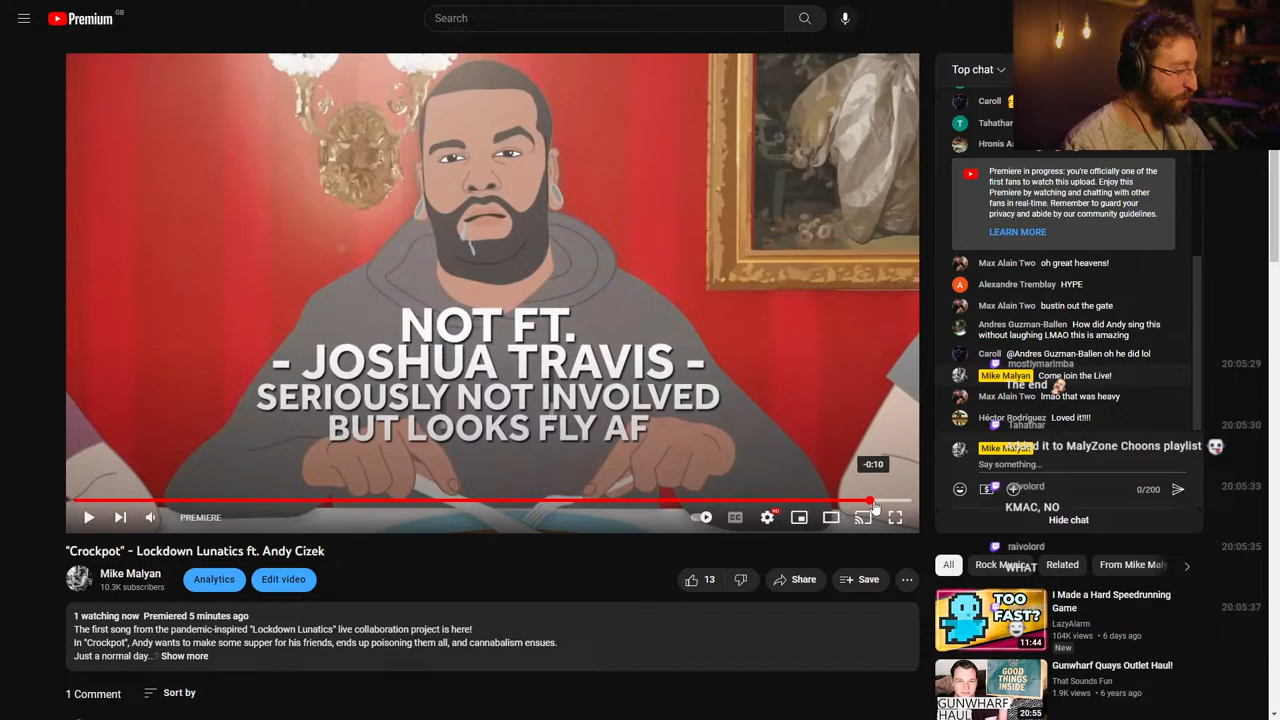 Premium GB
Search
Top chat
Caroll
Tahathar
Hronis
Premiere in progress: you're officially one of the
first fans to watch this upload. Enjoy this
Premiere by watching and chatting with other
fans in real-time. Remember to guard your
privacy and abide by our community guidelines.
LEARN MORE
Max Alain Two oh great heavens!
A Alexandre Tremblay HYPE
Max Alain Two bustin out the gate
Andres Guzman-Ballen How did Andy sing this
without laughing LMAO this is amazing
Caroll @Andres Guzman-Ballen oh he did lol
mostlymarimba 20:05:29
Mike Malyan Come join the Live!
The end
Max Alain Two lmao that was heavy
Héctor Rodríguez Loved it!!!!
Tahathar 20:05:30
Mike Malyan
Added it to MalyZone Choons playlist
Say something...
raivolord 20:05:33
0/200
KMAC, NO
Hide chat
raivolord 20:05:35
WHAT
20:05:37
NOT FT.
- JOSHUA TRAVIS -
SERIOUSLY NOT INVOLVED
BUT LOOKS FLY AF
-0:10
PREMIERE
CC
HD
"Crockpot" - Lockdown Lunatics ft. Andy Cizek
Mike Malyan
10.3K subscribers
Analytics
Edit video
13
Share
Save
1 watching now Premiered 5 minutes ago
The first song from the pandemic-inspired "Lockdown Lunatics" live collaboration project is here!
In "Crockpot", Andy wants to make some supper for his friends, ends up poisoning them all, and cannabalism ensues.
Just a normal day...? Show more
1 Comment
Sort by
All
Rock Music
Related
From Mike Maly
TOO
FAST?
11:44
I Made a Hard Speedrunning
Game
LazyAlarm
104K views • 6 days ago
New
GOOD
THINGS
INSIDE
GUNWHARF
HAUL
20:55
Gunwharf Quays Outlet Haul!
That Sounds Fun
1.9K views • 6 years ago